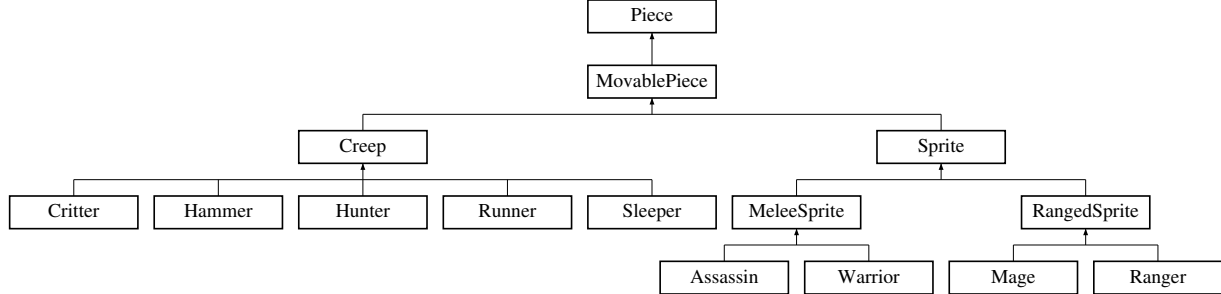 Piece
MovablePiece
Creep Sprite
Critter Hammer Hunter Runner Sleeper MeleeSprite RangedSprite
Assassin Warrior Mage Ranger